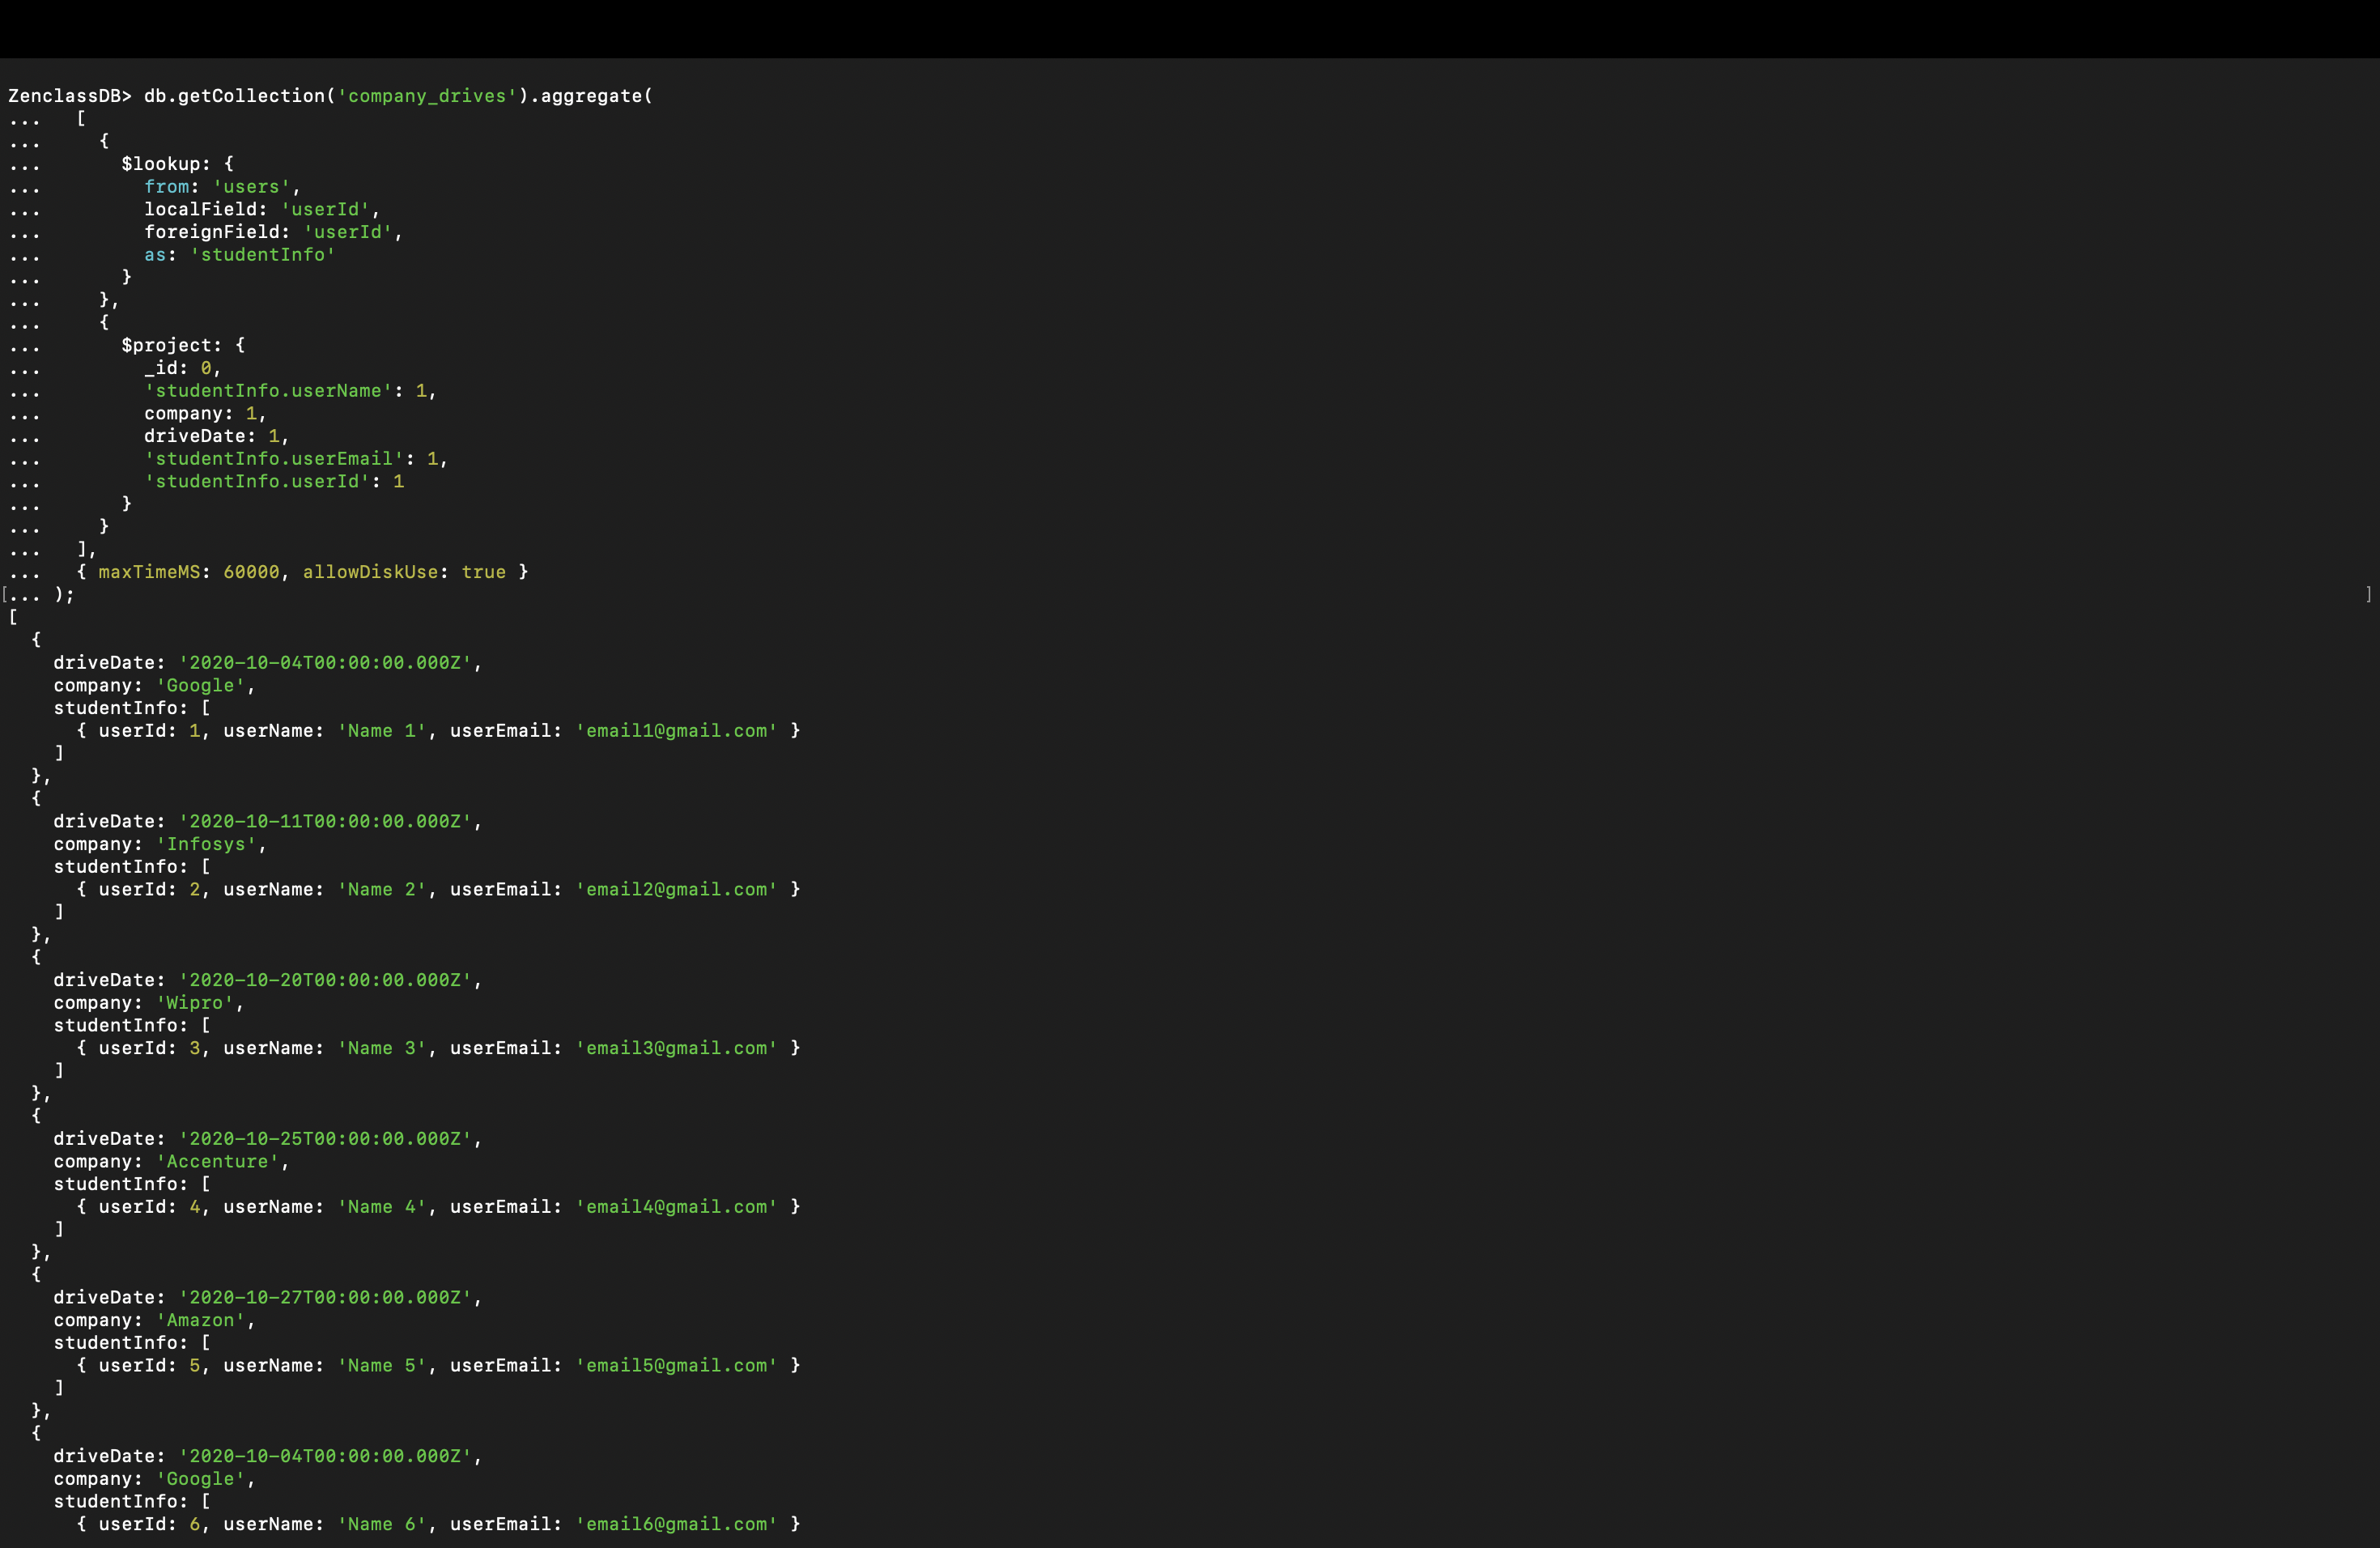 ZenclassDB> db.getCollection('company_drives').aggregate(
...   [
...     {
...       $lookup: {
...         from: 'users',
...         localField: 'userId',
...         foreignField: 'userId',
...         as: 'studentInfo'
...       }
...     },
...     {
...       $project: {
...         _id: 0,
...         'studentInfo.userName': 1,
...         company: 1,
...         driveDate: 1,
...         'studentInfo.userEmail': 1,
...         'studentInfo.userId': 1
...       }
...     }
...   ],
...   { maxTimeMS: 60000, allowDiskUse: true }
[... ); ]
[
  {
    driveDate: '2020-10-04T00:00:00.000Z',
    company: 'Google',
    studentInfo: [
      { userId: 1, userName: 'Name 1', userEmail: 'email1@gmail.com' }
    ]
  },
  {
    driveDate: '2020-10-11T00:00:00.000Z',
    company: 'Infosys',
    studentInfo: [
      { userId: 2, userName: 'Name 2', userEmail: 'email2@gmail.com' }
    ]
  },
  {
    driveDate: '2020-10-20T00:00:00.000Z',
    company: 'Wipro',
    studentInfo: [
      { userId: 3, userName: 'Name 3', userEmail: 'email3@gmail.com' }
    ]
  },
  {
    driveDate: '2020-10-25T00:00:00.000Z',
    company: 'Accenture',
    studentInfo: [
      { userId: 4, userName: 'Name 4', userEmail: 'email4@gmail.com' }
    ]
  },
  {
    driveDate: '2020-10-27T00:00:00.000Z',
    company: 'Amazon',
    studentInfo: [
      { userId: 5, userName: 'Name 5', userEmail: 'email5@gmail.com' }
    ]
  },
  {
    driveDate: '2020-10-04T00:00:00.000Z',
    company: 'Google',
    studentInfo: [
      { userId: 6, userName: 'Name 6', userEmail: 'email6@gmail.com' }